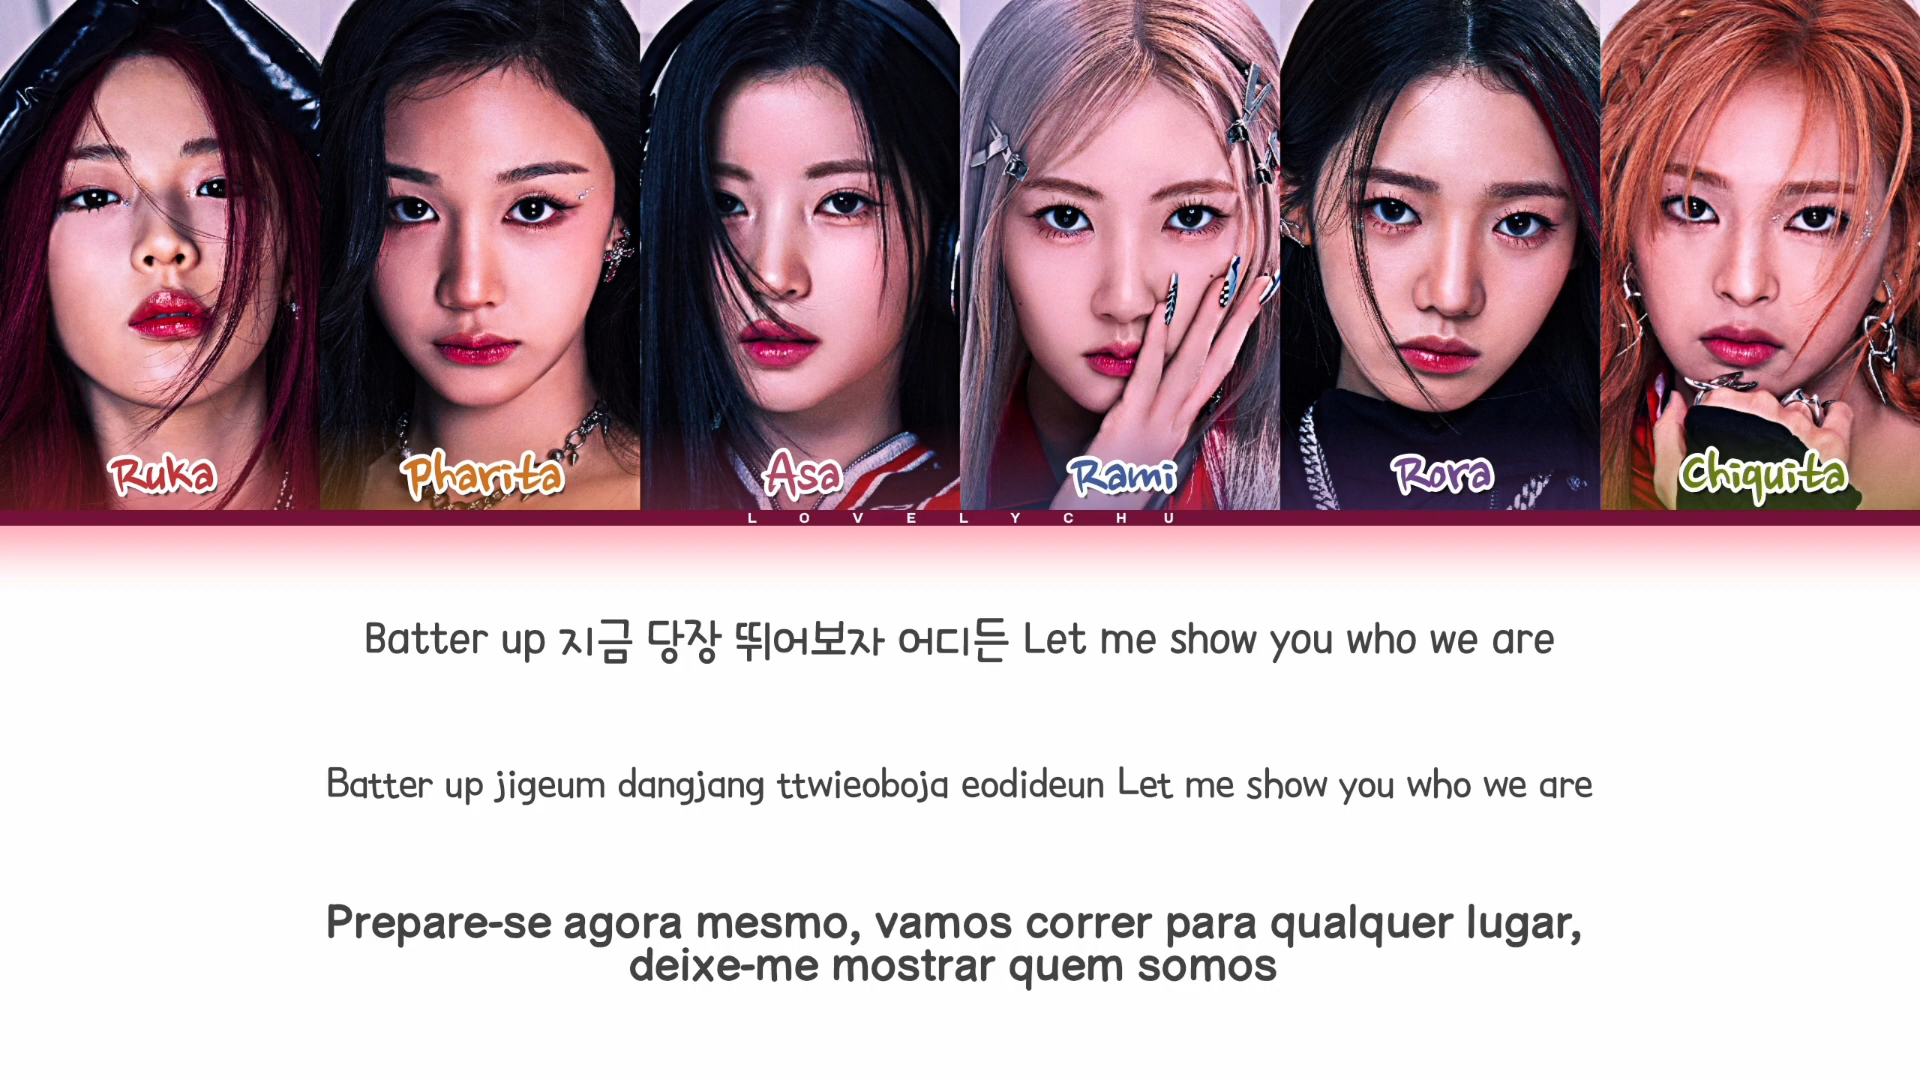 Ruka
Pharita
Asa
Rami
Rora
Chiquita
LOVELYCHU
Batter up 지금 당장 뛰어보자 어디든 Let me show you who we are
Batter up jigeum dangjang ttwieoboja eodideun Let me show you who we are
Prepare-se agora mesmo, vamos correr para qualquer lugar,
deixe-me mostrar quem somos